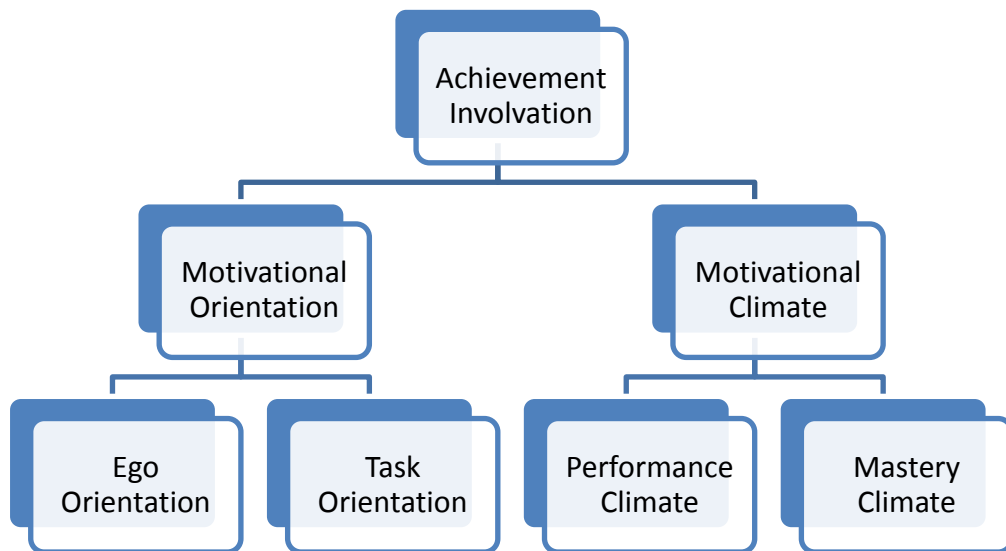 Achievement
Involvation
Motivational
Orientation
Motivational
Climate
Ego
Orientation
Task
Orientation
Performance
Climate
Mastery
Climate